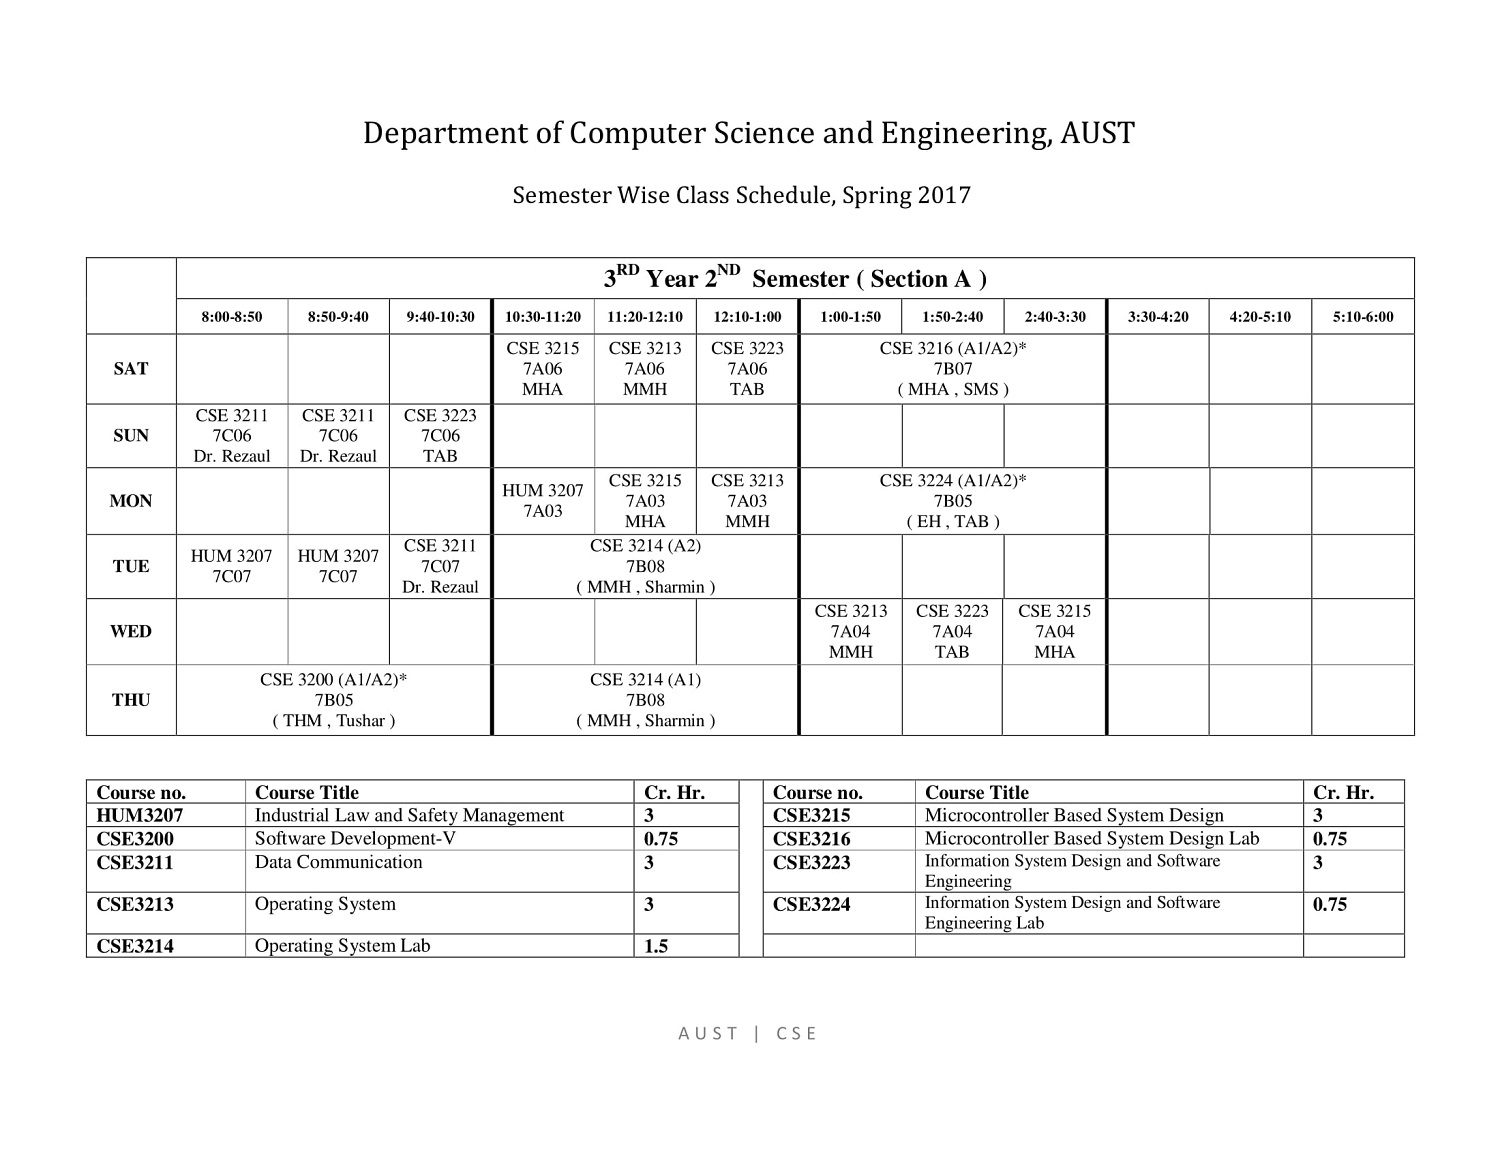 Department of Computer Science and Engineering, AUST
Semester Wise Class Schedule, Spring 2017
3RD Year 2ND Semester ( Section A )
8:00-8:50 8:50-9:40 9:40-10:30 10:30-11:20 11:20-12:10 12:10-1:00 1:00-1:50 1:50-2:40 2:40-3:30 3:30-4:20 4:20-5:10 5:10-6:00
SAT
CSE 3215
7A06
MHA
CSE 3213
7A06
MMH
CSE 3223
7A06
TAB
CSE 3216 (A1/A2)*
7B07
( MHA , SMS )
SUN
CSE 3211
7C06
Dr. Rezaul
CSE 3211
7C06
Dr. Rezaul
CSE 3223
7C06
TAB
MON
HUM 3207
7A03
CSE 3215
7A03
MHA
CSE 3213
7A03
MMH
CSE 3224 (A1/A2)*
7B05
( EH , TAB )
TUE
HUM 3207
7C07
HUM 3207
7C07
CSE 3211
7C07
Dr. Rezaul
CSE 3214 (A2)
7B08
( MMH , Sharmin )
WED
CSE 3213
7A04
MMH
CSE 3223
7A04
TAB
CSE 3215
7A04
MHA
THU
CSE 3200 (A1/A2)*
7B05
( THM , Tushar )
CSE 3214 (A1)
7B08
( MMH , Sharmin )
Course no. Course Title Cr. Hr. Course no. Course Title Cr. Hr.
HUM3207 Industrial Law and Safety Management 3 CSE3215 Microcontroller Based System Design 3
CSE3200 Software Development-V 0.75 CSE3216 Microcontroller Based System Design Lab 0.75
CSE3211 Data Communication 3 CSE3223 Information System Design and Software 3
Engineering
CSE3213 Operating System 3 CSE3224 Information System Design and Software 0.75
Engineering Lab
CSE3214 Operating System Lab 1.5
AUST | CSE